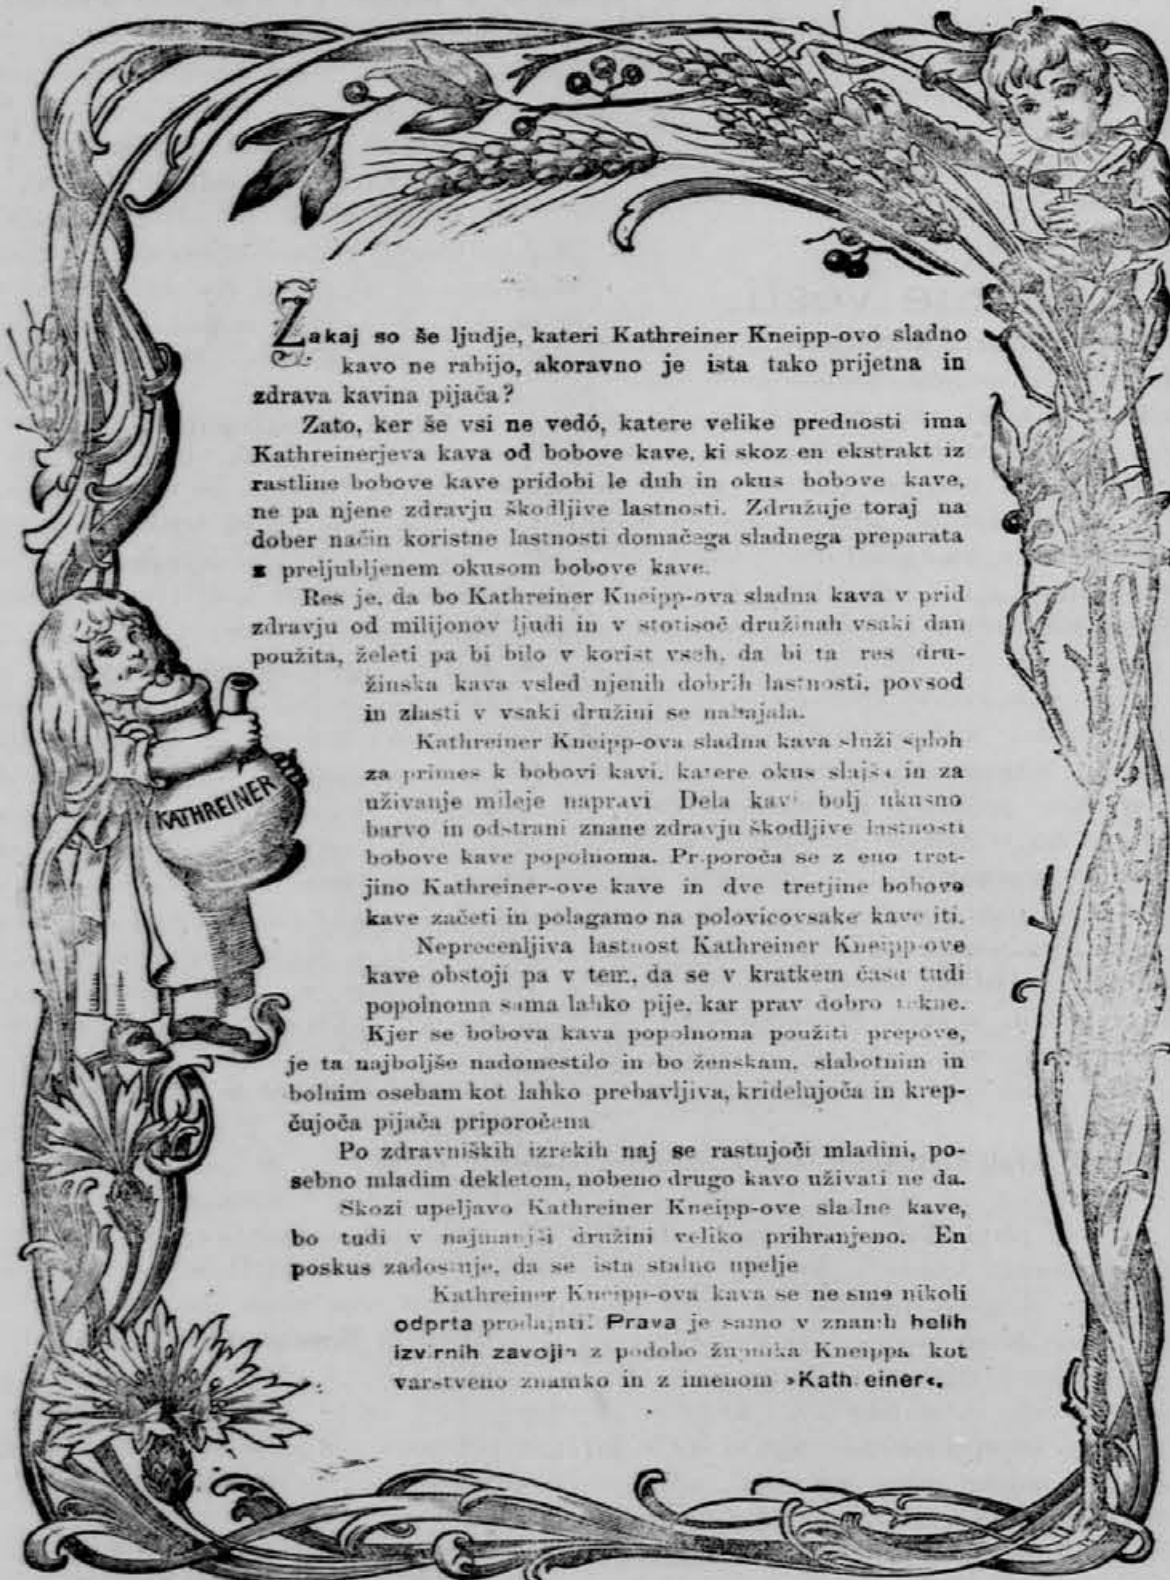 Zakaj so še ljudje, kateri Kathreiner Kneipp-ovo sladno
kavo ne rabijo, akoravno je ista tako prijetna in
zdrava kavina pijača?
Zato, ker še vsi ne vedó, katere velike prednosti ima
Kathreinerjeva kava od bobove kave, ki skoz en ekstrakt iz
rastline bobove kave pridobi le duh in okus bobove kave,
ne pa njene zdravju škodljive lastnosti. Združuje toraj na
dober način koristne lastnosti domačega sladnega preparata
z preljubljenem okusom bobove kave.
Res je, da bo Kathreiner Kneipp-ova sladna kava v prid
zdravju od milijonov ljudi in v stotisoč družinah vsaki dan
použita, želeti pa bi bilo v korist vseh, da bi ta res dru-
žinska kava vsled njenih dobrih lastnosti, povsod
in zlasti v vsaki družini se nahajala.
Kathreiner Kneipp-ova sladna kava služi sploh
za primes k bobovi kavi, katere okus slajši in za
uživanje mileje napravi Dela kavi bolj ukusno
barvo in odstrani znane zdravju škodljive lastnosti
bobove kave popolnoma. Priporoča se z eno tret-
jino Kathreiner-ove kave in dve tretjine bobove
kave začeti in polagamo na polovicovsake kave iti.
Neprecenljiva lastnost Kathreiner Kneipp-ove
kave obstoji pa v tem, da se v kratkem času tudi
popolnoma sama lahko pije, kar prav dobro tekne.
Kjer se bobova kava popolnoma použiti prepove,
je ta najboljše nadomestilo in bo ženskam, slabotnim in
bolnim osebam kot lahko prebavljiva, kridelujoča in krep-
čujoča pijača priporočena
Po zdravniških izrekih naj se rastujoči mladini, po-
sebno mladim dekletom, nobeno drugo kavo uživati ne da.
Skozi upeljavo Kathreiner Kneipp-ove sladne kave,
bo tudi v najmanjši družini veliko prihranjeno. En
poskus zadostuje, da se ista stalno upelje
Kathreiner Kneipp-ova kava se ne sme nikoli
odprta prodajati! Prava je samo v znanih belih
izvirnih zavojih z podobo župnika Kneippa kot
varstveno znamko in z imenom »Kathreiner«.
KATHREINER